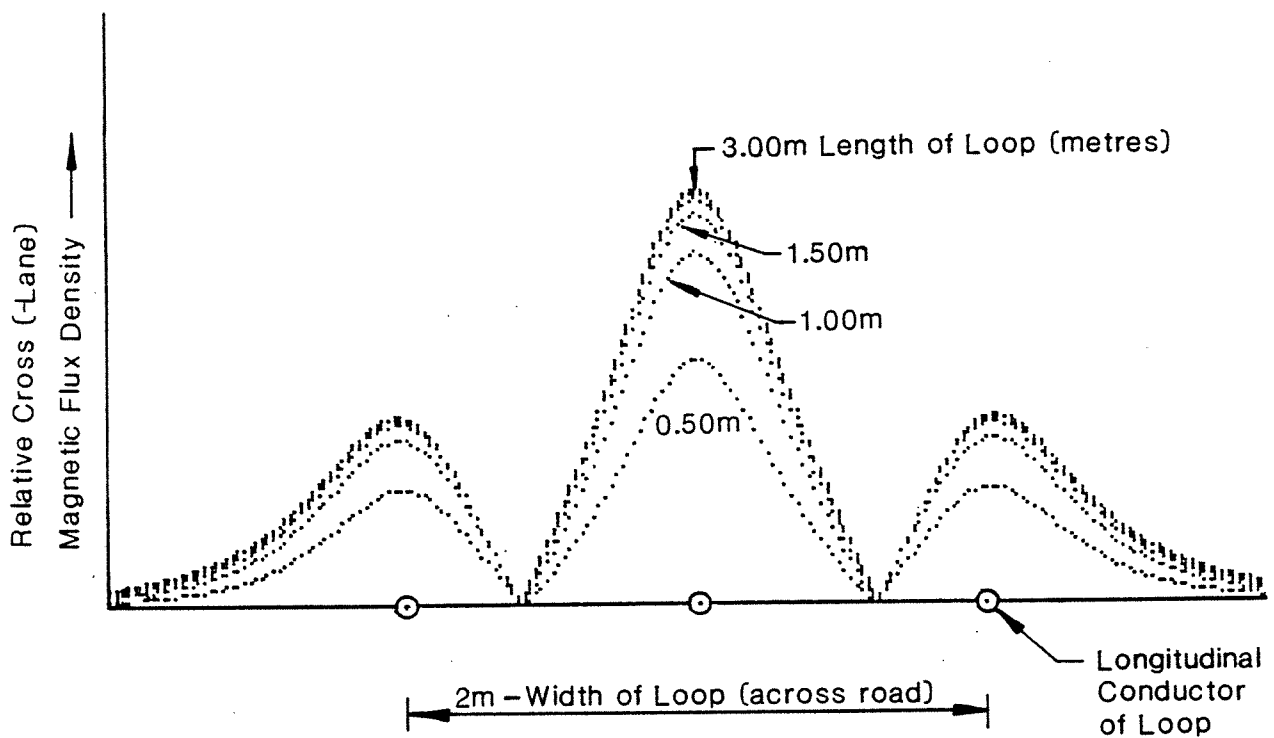 Relative Cross (-Lane)
Magnetic Flux Density
3.00m Length of Loop (metres)
1.50m
1.00m
0.50m
2m-Width of Loop (across road)
Longitudinal
Conductor
of Loop